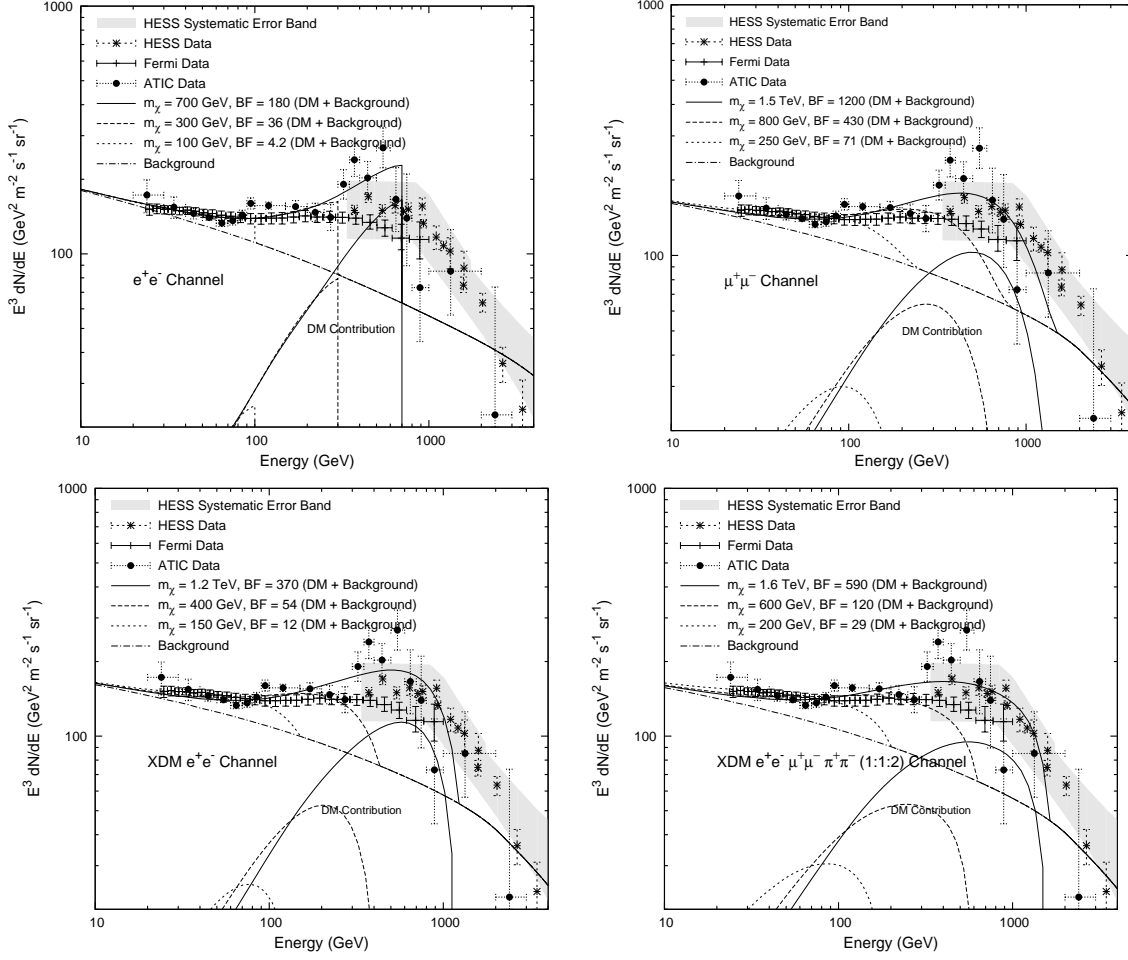 1000
100
E³ dN/dE (GeV² m⁻² s⁻¹ sr⁻¹)
HESS Systematic Error Band
HESS Data
Fermi Data
ATIC Data
mχ = 700 GeV, BF = 180 (DM + Background)
mχ = 300 GeV, BF = 36 (DM + Background)
mχ = 100 GeV, BF = 4.2 (DM + Background)
Background
e⁺e⁻ Channel
DM Contribution
10 100 1000
Energy (GeV)
1000
100
E³ dN/dE (GeV² m⁻² s⁻¹ sr⁻¹)
HESS Systematic Error Band
HESS Data
Fermi Data
ATIC Data
mχ = 1.5 TeV, BF = 1200 (DM + Background)
mχ = 800 GeV, BF = 430 (DM + Background)
mχ = 250 GeV, BF = 71 (DM + Background)
Background
μ⁺μ⁻ Channel
DM Contribution
10 100 1000
Energy (GeV)
1000
100
E³ dN/dE (GeV² m⁻² s⁻¹ sr⁻¹)
HESS Systematic Error Band
HESS Data
Fermi Data
ATIC Data
mχ = 1.2 TeV, BF = 370 (DM + Background)
mχ = 400 GeV, BF = 54 (DM + Background)
mχ = 150 GeV, BF = 12 (DM + Background)
Background
XDM e⁺e⁻ Channel
DM Contribution
10 100 1000
Energy (GeV)
1000
100
E³ dN/dE (GeV² m⁻² s⁻¹ sr⁻¹)
HESS Systematic Error Band
HESS Data
Fermi Data
ATIC Data
mχ = 1.6 TeV, BF = 590 (DM + Background)
mχ = 600 GeV, BF = 120 (DM + Background)
mχ = 200 GeV, BF = 29 (DM + Background)
Background
XDM e⁺e⁻ μ⁺μ⁻ π⁺π⁻ (1:1:2) Channel
DM Contribution
10 100 1000
Energy (GeV)